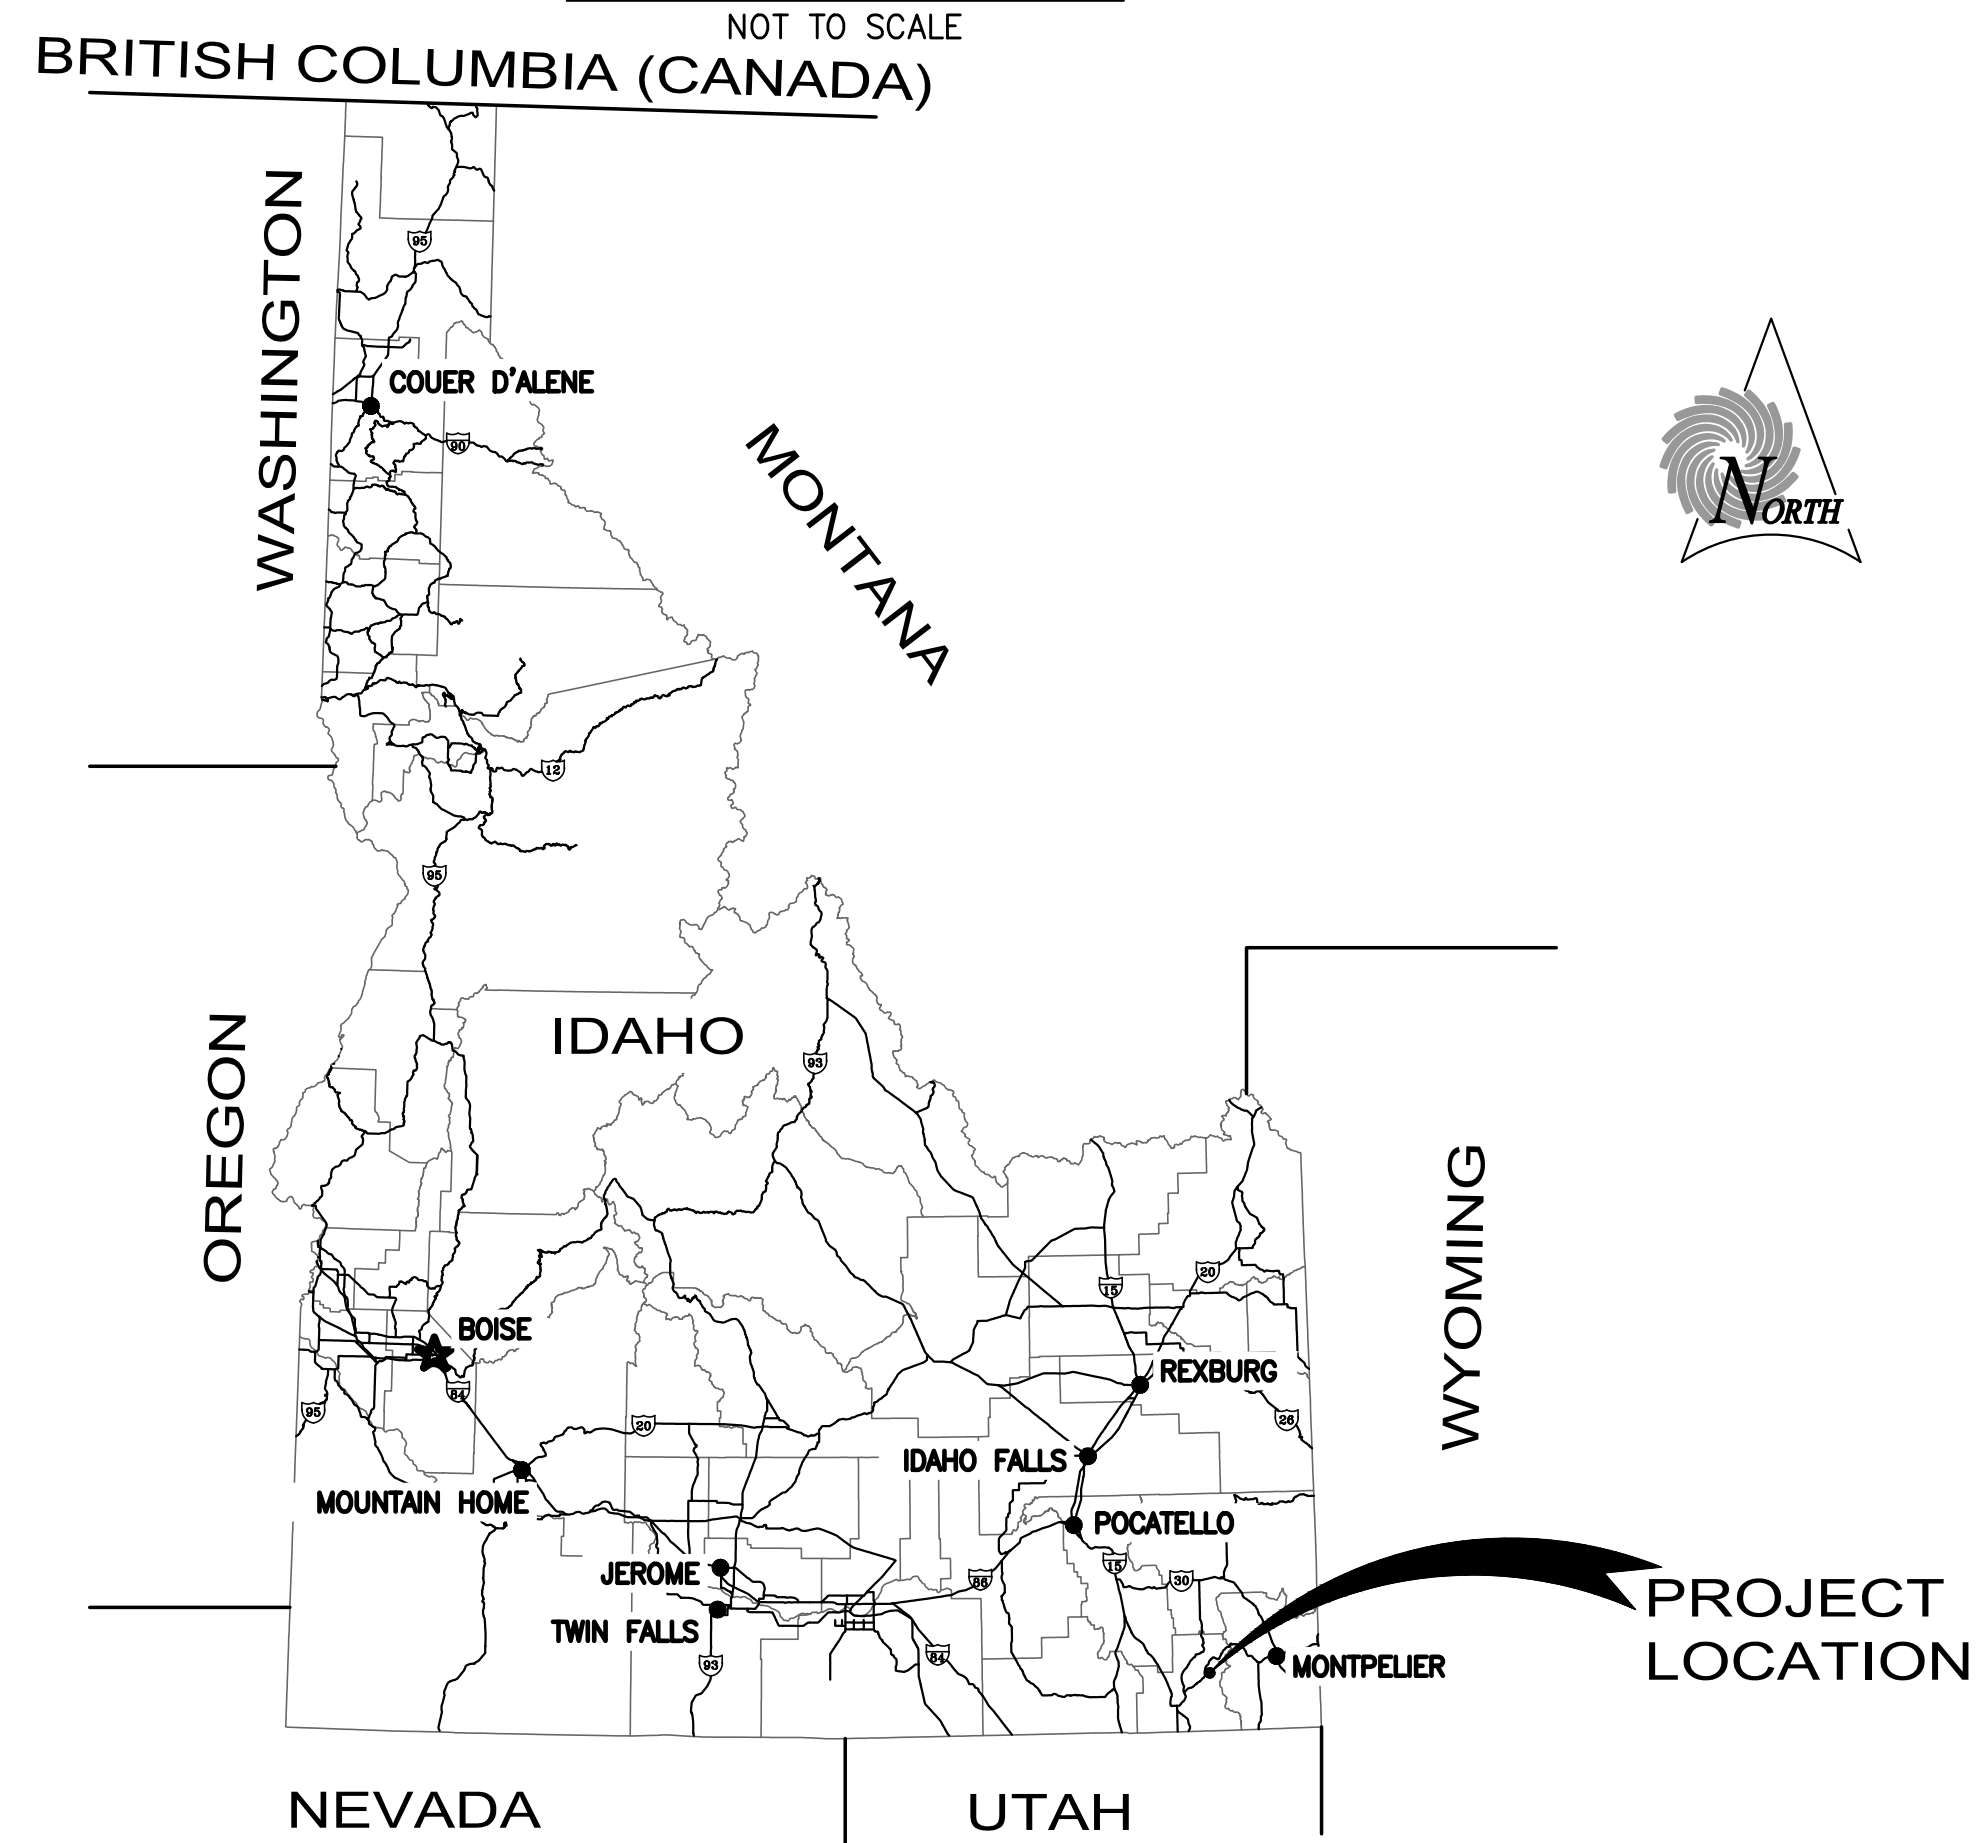 NOT TO SCALE
BRITISH COLUMBIA (CANADA)
WASHINGTON
95
COUER D'ALENE
90
MONTANA
NORTH
12
95
OREGON
IDAHO
93
WYOMING
20
15
BOISE
84
REXBURG
95
20
26
IDAHO FALLS
MOUNTAIN HOME
POCATELLO
JEROME
86
15
30
PROJECT
LOCATION
TWIN FALLS
93
84
MONTPELIER
NEVADA
UTAH